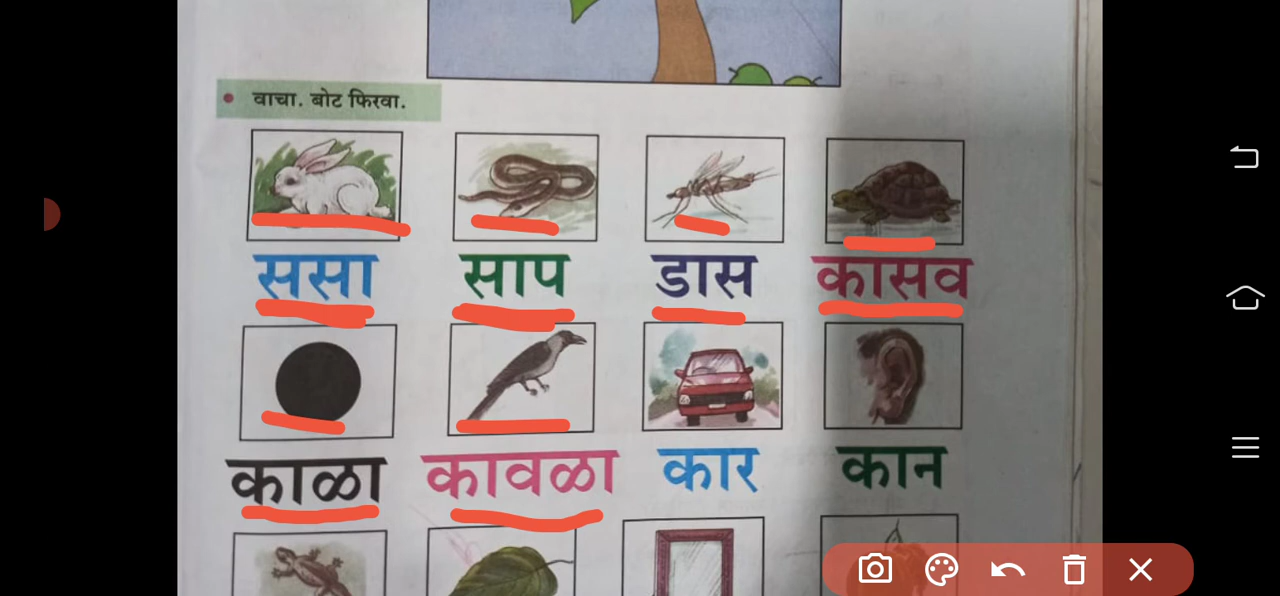 वाचा. बोट फिरवा.
ससा साप डास कासव
काळा कावळा कार कान